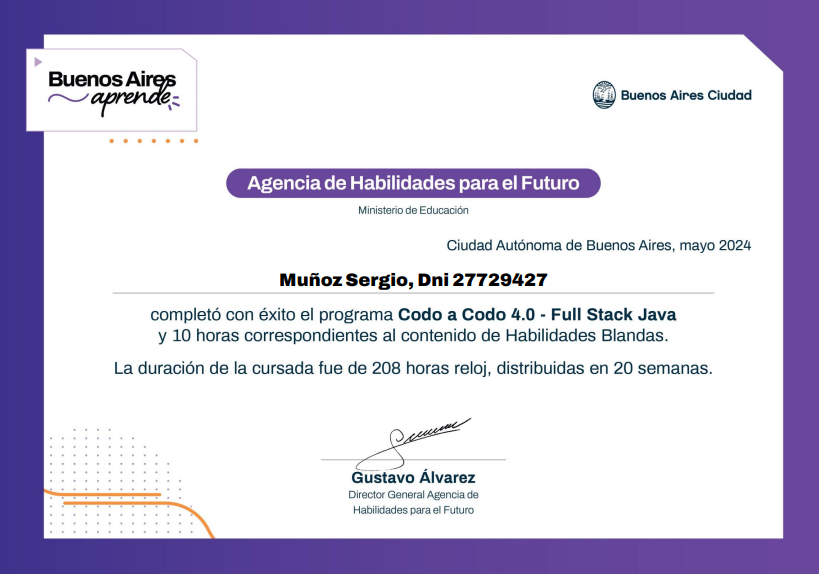 Buenos Aires
aprende
Buenos Aires Ciudad
Agencia de Habilidades para el Futuro
Ministerio de Educación
Ciudad Autónoma de Buenos Aires, mayo 2024
Muñoz Sergio, Dni 27729427
completó con éxito el programa Codo a Codo 4.0 - Full Stack Java
y 10 horas correspondientes al contenido de Habilidades Blandas.
La duración de la cursada fue de 208 horas reloj, distribuidas en 20 semanas.
Gustavo Álvarez
Director General Agencia de
Habilidades para el Futuro